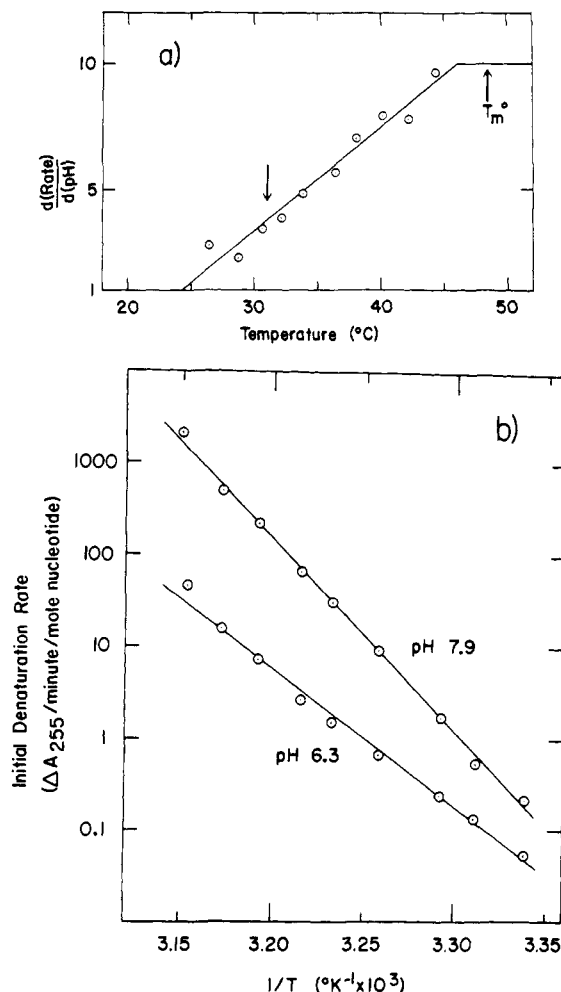 a)
d(Rate)
d(pH)
10
5
1
Tm°
20 30 40 50
Temperature (°C)
b)
Initial Denaturation Rate
(ΔA255/minute/mole nucleotide)
1000
100
10
1
0.1
pH 7.9
pH 6.3
3.15 3.20 3.25 3.30 3.35
1/T (°K-1x103)